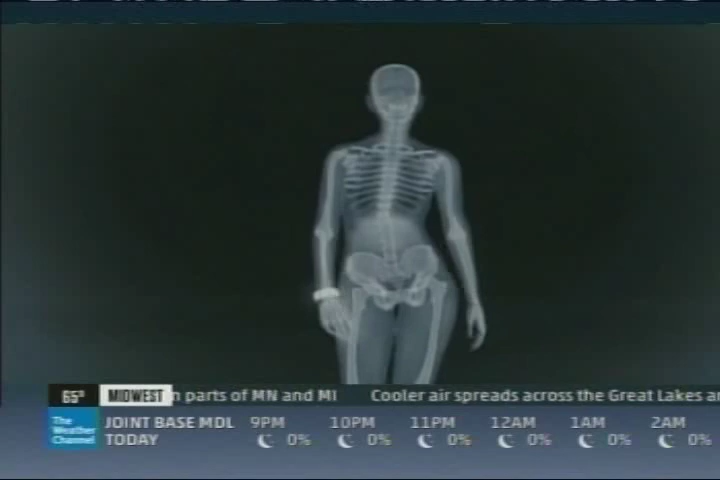 65° MIDWEST n parts of MN and MI Cooler air spreads across the Great Lakes
The Weather Channel
JOINT BASE MDL 9PM 10PM 11PM 12AM 1AM 2AM
TODAY 0% 0% 0% 0% 0% 0%